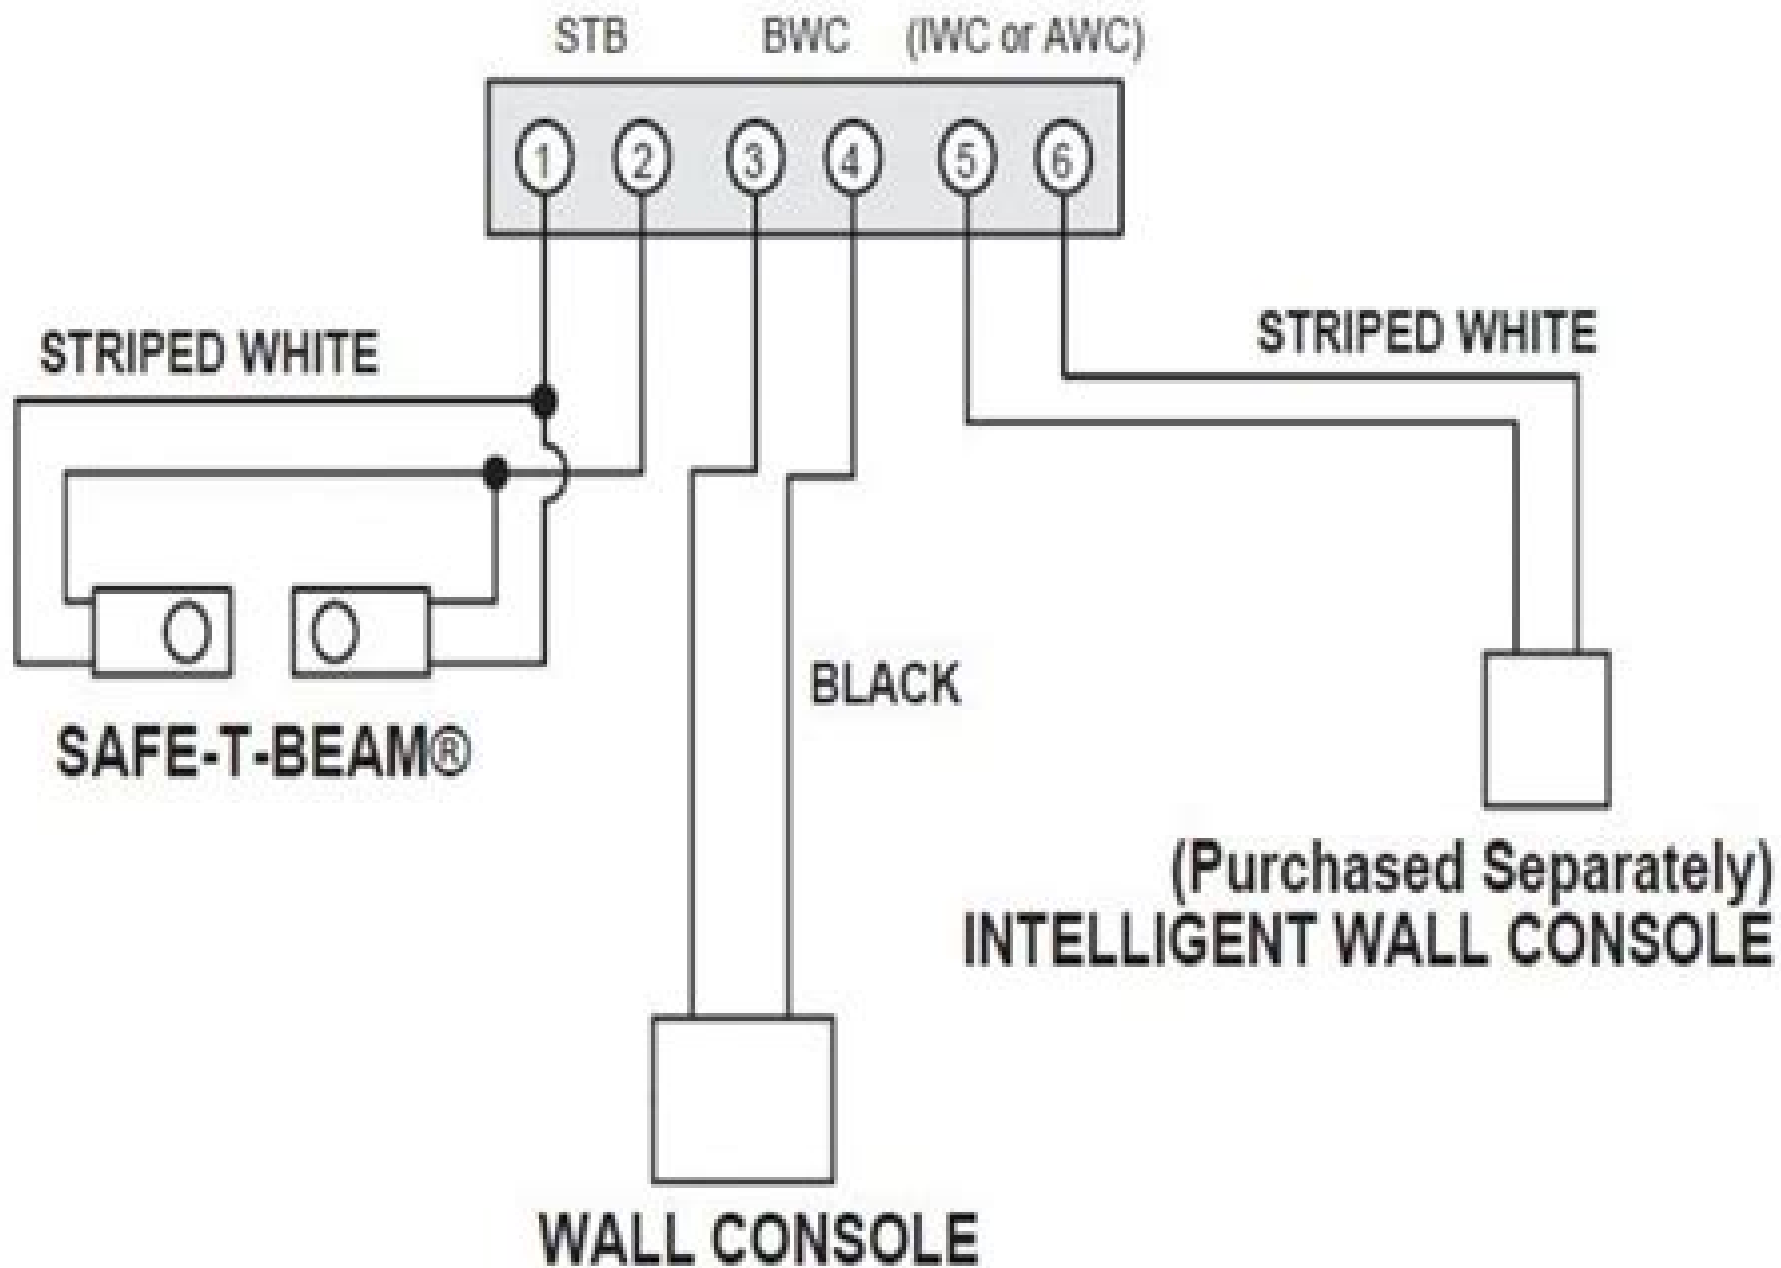 STB BWC (IWC or AWC)
1 2 3 4 5 6
STRIPED WHITE
STRIPED WHITE
BLACK
SAFE-T-BEAM®
(Purchased Separately)
INTELLIGENT WALL CONSOLE
WALL CONSOLE